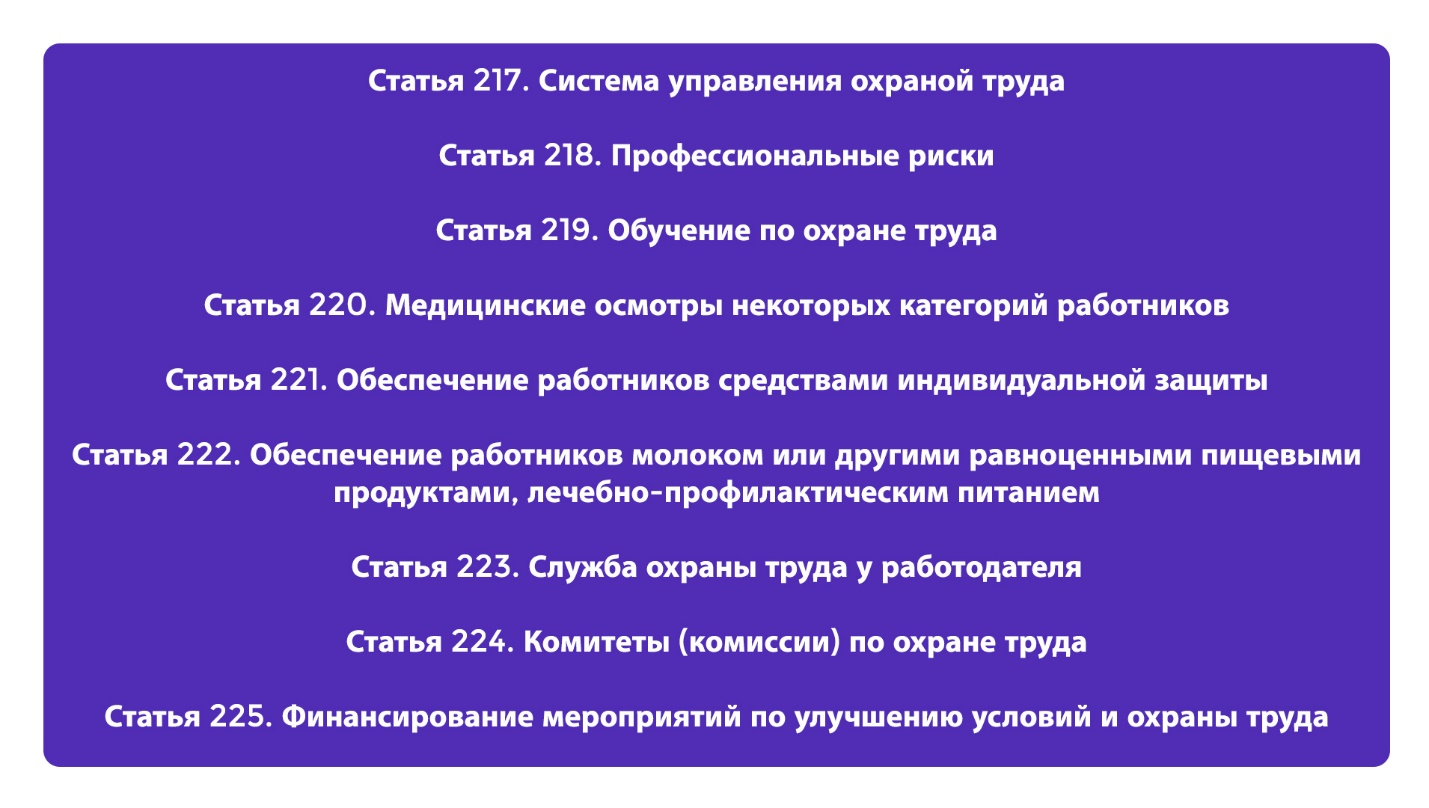 Статья 217. Система управления охраной труда
Статья 218. Профессиональные риски
Статья 219. Обучение по охране труда
Статья 220. Медицинские осмотры некоторых категорий работников
Статья 221. Обеспечение работников средствами индивидуальной защиты
Статья 222. Обеспечение работников молоком или другими равноценными пищевыми
продуктами, лечебно-профилактическим питанием
Статья 223. Служба охраны труда у работодателя
Статья 224. Комитеты (комиссии) по охране труда
Статья 225. Финансирование мероприятий по улучшению условий и охраны труда